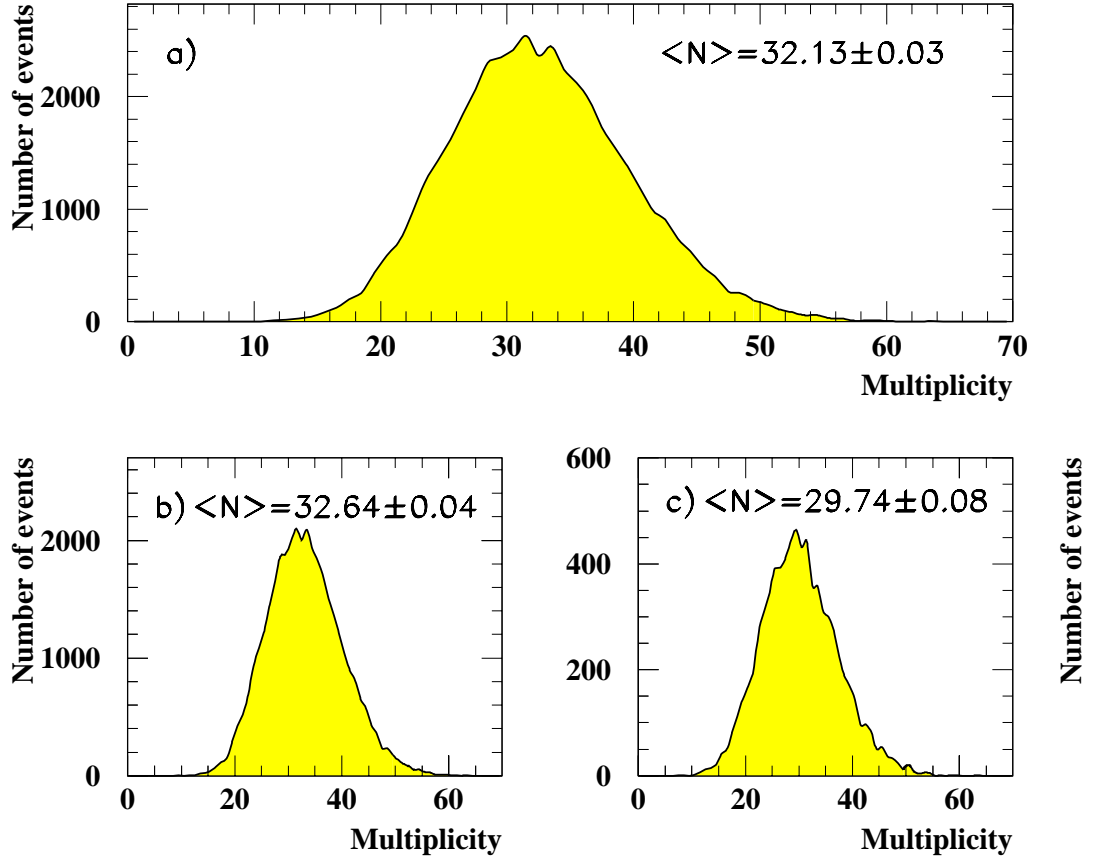 Number of events
a)
<N>=32.13±0.03
2000
1000
0
0 10 20 30 40 50 60 70
Multiplicity
Number of events
b) <N>=32.64±0.04
2000
1000
0
0 20 40 60
Multiplicity
600
c) <N>=29.74±0.08
400
200
0
0 20 40 60
Multiplicity
Number of events